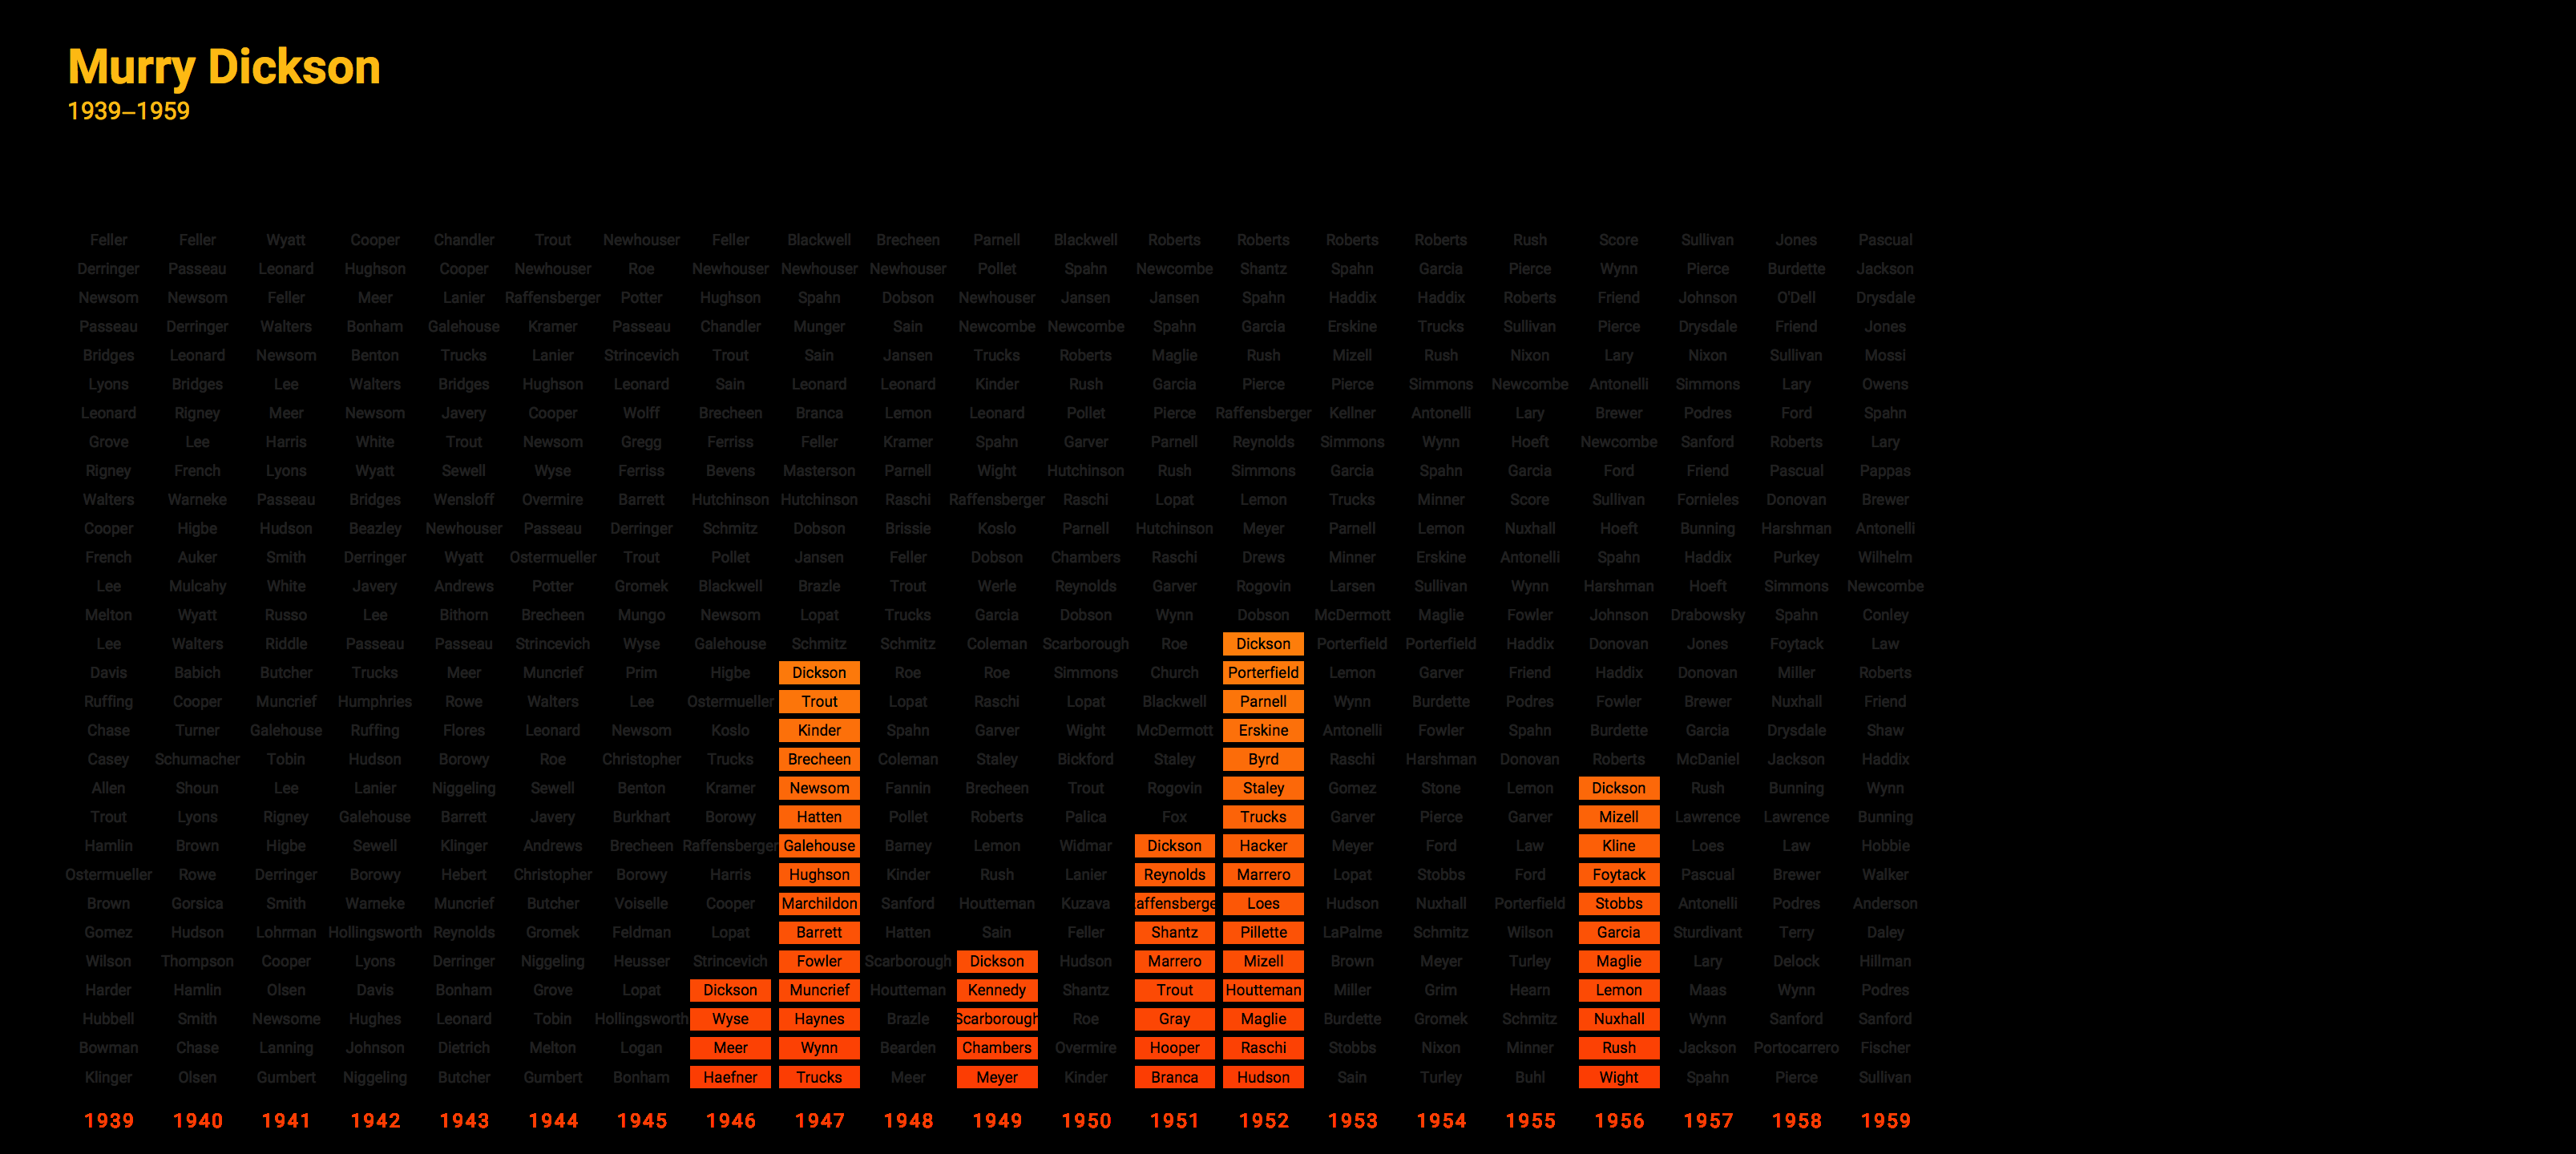 Murry Dickson
1939–1959
Feller Feller Wyatt Cooper Chandler Trout Newhouser Feller Blackwell Brecheen Parnell Blackwell Roberts Roberts Roberts Roberts Rush Score Sullivan Jones Pascual
Derringer Passeau Leonard Hughson Cooper Newhouser Roe Newhouser Newhouser Newhouser Pollet Spahn Newcombe Shantz Spahn Garcia Pierce Wynn Pierce Burdette Jackson
Newsom Newsom Feller Meer Lanier Raffensberger Potter Hughson Spahn Dobson Newhouser Jansen Jansen Spahn Haddix Haddix Roberts Friend Johnson O'Dell Drysdale
Passeau Derringer Walters Bonham Galehouse Kramer Passeau Chandler Munger Sain Newcombe Newcombe Spahn Garcia Erskine Trucks Sullivan Pierce Drysdale Friend Jones
Bridges Leonard Newsom Benton Trucks Lanier Strincevich Trout Sain Jansen Trucks Roberts Maglie Rush Mizell Rush Nixon Lary Nixon Sullivan Mossi
Lyons Bridges Lee Walters Bridges Hughson Leonard Sain Leonard Leonard Kinder Rush Garcia Pierce Pierce Simmons Newcombe Antonelli Simmons Lary Owens
Leonard Rigney Meer Newsom Javery Cooper Wolff Brecheen Branca Lemon Leonard Pollet Pierce Raffensberger Kellner Antonelli Lary Brewer Podres Ford Spahn
Grove Lee Harris White Trout Newsom Gregg Ferriss Feller Kramer Spahn Garver Parnell Reynolds Simmons Wynn Hoeft Newcombe Sanford Roberts Lary
Rigney French Lyons Wyatt Sewell Wyse Ferriss Bevens Masterson Parnell Wight Hutchinson Rush Simmons Garcia Spahn Garcia Ford Friend Pascual Pappas
Walters Warneke Passeau Bridges Wensloff Overmire Barrett Hutchinson Hutchinson Raschi Raffensberger Raschi Lopat Lemon Trucks Minner Score Sullivan Fornieles Donovan Brewer
Cooper Higbe Hudson Beazley Newhouser Passeau Derringer Schmitz Dobson Brissie Koslo Parnell Hutchinson Meyer Parnell Lemon Nuxhall Hoeft Bunning Harshman Antonelli
French Auker Smith Derringer Wyatt Ostermueller Trout Pollet Jansen Feller Dobson Chambers Raschi Drews Minner Erskine Antonelli Spahn Haddix Purkey Wilhelm
Lee Mulcahy White Javery Andrews Potter Gromek Blackwell Brazle Trout Werle Reynolds Garver Rogovin Larsen Sullivan Wynn Harshman Hoeft Simmons Newcombe
Melton Wyatt Russo Lee Bithorn Brecheen Mungo Newsom Lopat Trucks Garcia Dobson Wynn Dobson McDermott Maglie Fowler Johnson Drabowsky Spahn Conley
Lee Walters Riddle Passeau Passeau Strincevich Wyse Galehouse Schmitz Schmitz Coleman Scarborough Roe Dickson Porterfield Porterfield Haddix Donovan Jones Foytack Law
Davis Babich Butcher Trucks Meer Muncrief Prim Higbe Dickson Roe Roe Simmons Church Porterfield Lemon Garver Friend Haddix Donovan Miller Roberts
Ruffing Cooper Muncrief Humphries Rowe Walters Lee Ostermueller Trout Lopat Raschi Lopat Blackwell Parnell Wynn Burdette Podres Fowler Brewer Nuxhall Friend
Chase Turner Galehouse Ruffing Flores Leonard Newsom Koslo Kinder Spahn Garver Wight McDermott Erskine Antonelli Fowler Spahn Burdette Garcia Drysdale Shaw
Casey Schumacher Tobin Hudson Borowy Roe Christopher Trucks Brecheen Coleman Staley Bickford Staley Byrd Raschi Harshman Donovan Roberts McDaniel Jackson Haddix
Allen Shoun Lee Lanier Niggeling Sewell Benton Kramer Newsom Fannin Brecheen Trout Rogovin Staley Gomez Stone Lemon Dickson Rush Bunning Wynn
Trout Lyons Rigney Galehouse Barrett Javery Burkhart Borowy Hatten Pollet Roberts Palica Fox Trucks Garver Pierce Garver Mizell Lawrence Lawrence Bunning
Hamlin Brown Higbe Sewell Klinger Andrews Brecheen Raffensberger Galehouse Barney Lemon Widmar Dickson Hacker Meyer Ford Law Kline Loes Law Hobbie
Ostermueller Rowe Derringer Borowy Hebert Christopher Borowy Harris Hughson Kinder Rush Lanier Reynolds Marrero Lopat Stobbs Ford Foytack Pascual Brewer Walker
Brown Gorsica Smith Warneke Muncrief Butcher Voiselle Cooper Marchildon Sanford Houtteman Kuzava affensberge Loes Hudson Nuxhall Porterfield Stobbs Antonelli Podres Anderson
Gomez Hudson Lohrman Hollingsworth Reynolds Gromek Feldman Lopat Barrett Hatten Sain Feller Shantz Pillette LaPalme Schmitz Wilson Garcia Sturdivant Terry Daley
Wilson Thompson Cooper Lyons Derringer Niggeling Heusser Strincevich Fowler Scarborough Dickson Hudson Marrero Mizell Brown Meyer Turley Maglie Lary Delock Hillman
Harder Hamlin Olsen Davis Bonham Grove Lopat Dickson Muncrief Houtteman Kennedy Shantz Trout Houtteman Miller Grim Hearn Lemon Maas Wynn Podres
Hubbell Smith Newsome Hughes Leonard Tobin Hollingsworth Wyse Haynes Brazle Scarborough Roe Gray Maglie Burdette Gromek Schmitz Nuxhall Wynn Sanford Sanford
Bowman Chase Lanning Johnson Dietrich Melton Logan Meer Wynn Bearden Chambers Overmire Hooper Raschi Stobbs Nixon Minner Rush Jackson Portocarrero Fischer
Klinger Olsen Gumbert Niggeling Butcher Gumbert Bonham Haefner Trucks Meer Meyer Kinder Branca Hudson Sain Turley Buhl Wight Spahn Pierce Sullivan
1939 1940 1941 1942 1943 1944 1945 1946 1947 1948 1949 1950 1951 1952 1953 1954 1955 1956 1957 1958 1959